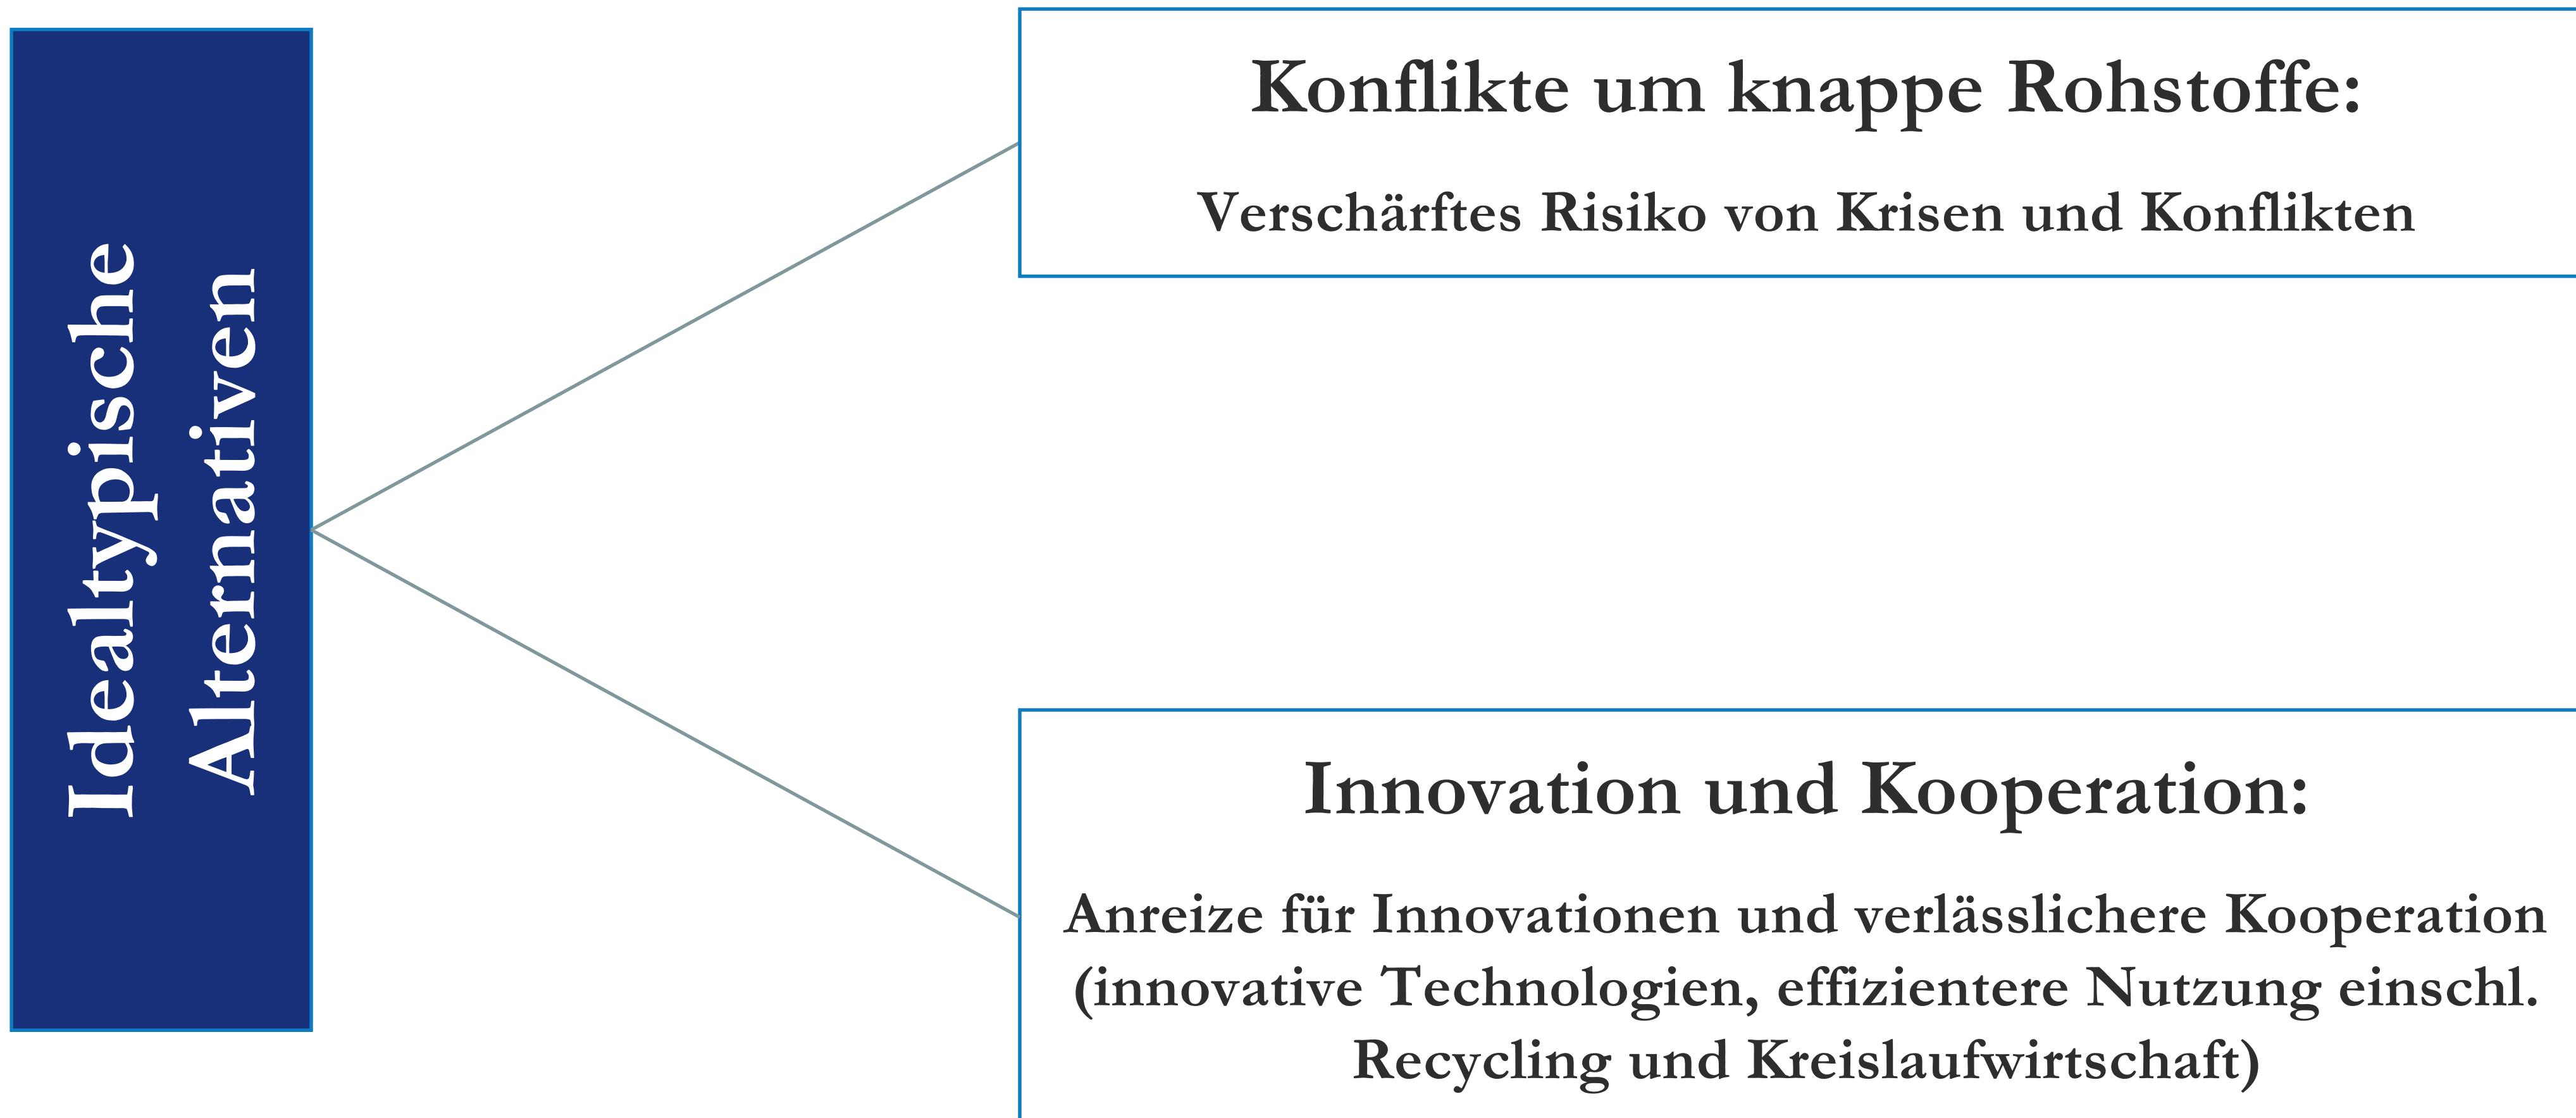 Idealtypische
Alternativen
Konflikte um knappe Rohstoffe:
Verschärftes Risiko von Krisen und Konflikten
Innovation und Kooperation:
Anreize für Innovationen und verlässlichere Kooperation
(innovative Technologien, effizientere Nutzung einschl.
Recycling und Kreislaufwirtschaft)